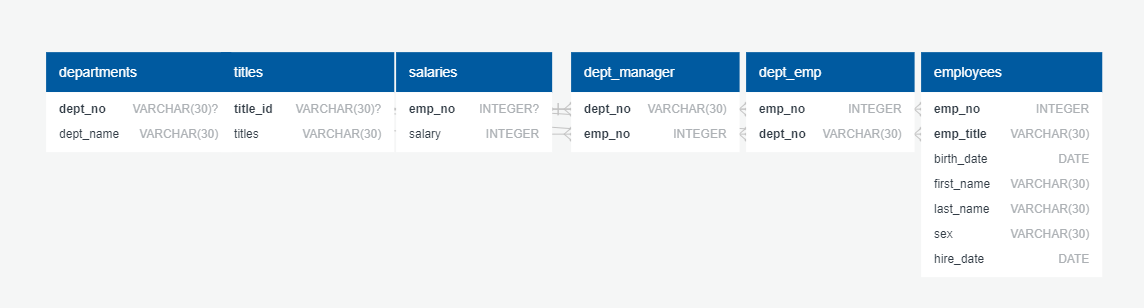 departments
dept_no VARCHAR(30)?
dept_name VARCHAR(30)
titles
title_id VARCHAR(30)?
titles VARCHAR(30)
salaries
emp_no INTEGER?
salary INTEGER
dept_manager
dept_no VARCHAR(30)
emp_no INTEGER
dept_emp
emp_no INTEGER
dept_no VARCHAR(30)
employees
emp_no INTEGER
emp_title VARCHAR(30)
birth_date DATE
first_name VARCHAR(30)
last_name VARCHAR(30)
sex VARCHAR(30)
hire_date DATE